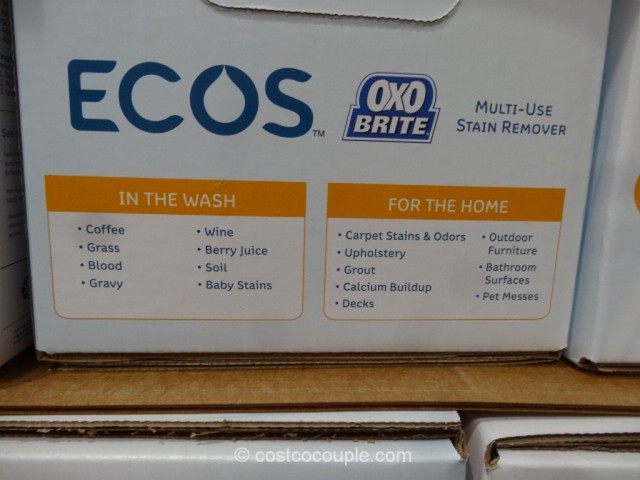 ECOS™
OXO
BRITE
MULTI-USE
STAIN REMOVER
IN THE WASH
• Coffee
• Grass
• Blood
• Gravy
• Wine
• Berry Juice
• Soil
• Baby Stains
FOR THE HOME
• Carpet Stains & Odors
• Upholstery
• Grout
• Calcium Buildup
• Decks
• Outdoor
Furniture
• Bathroom
Surfaces
• Pet Messes
© costcocouple.com